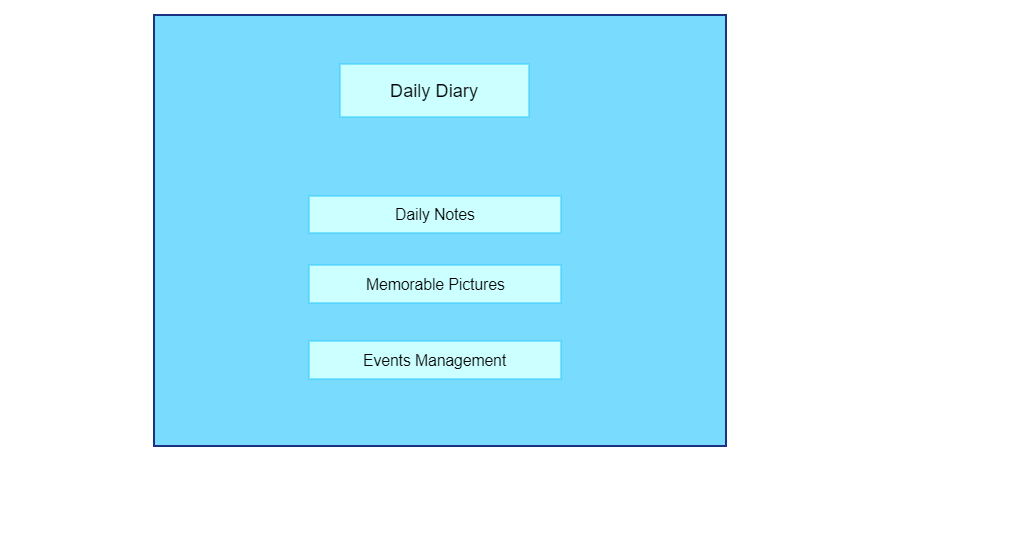 Daily Diary
Daily Notes
Memorable Pictures
Events Management